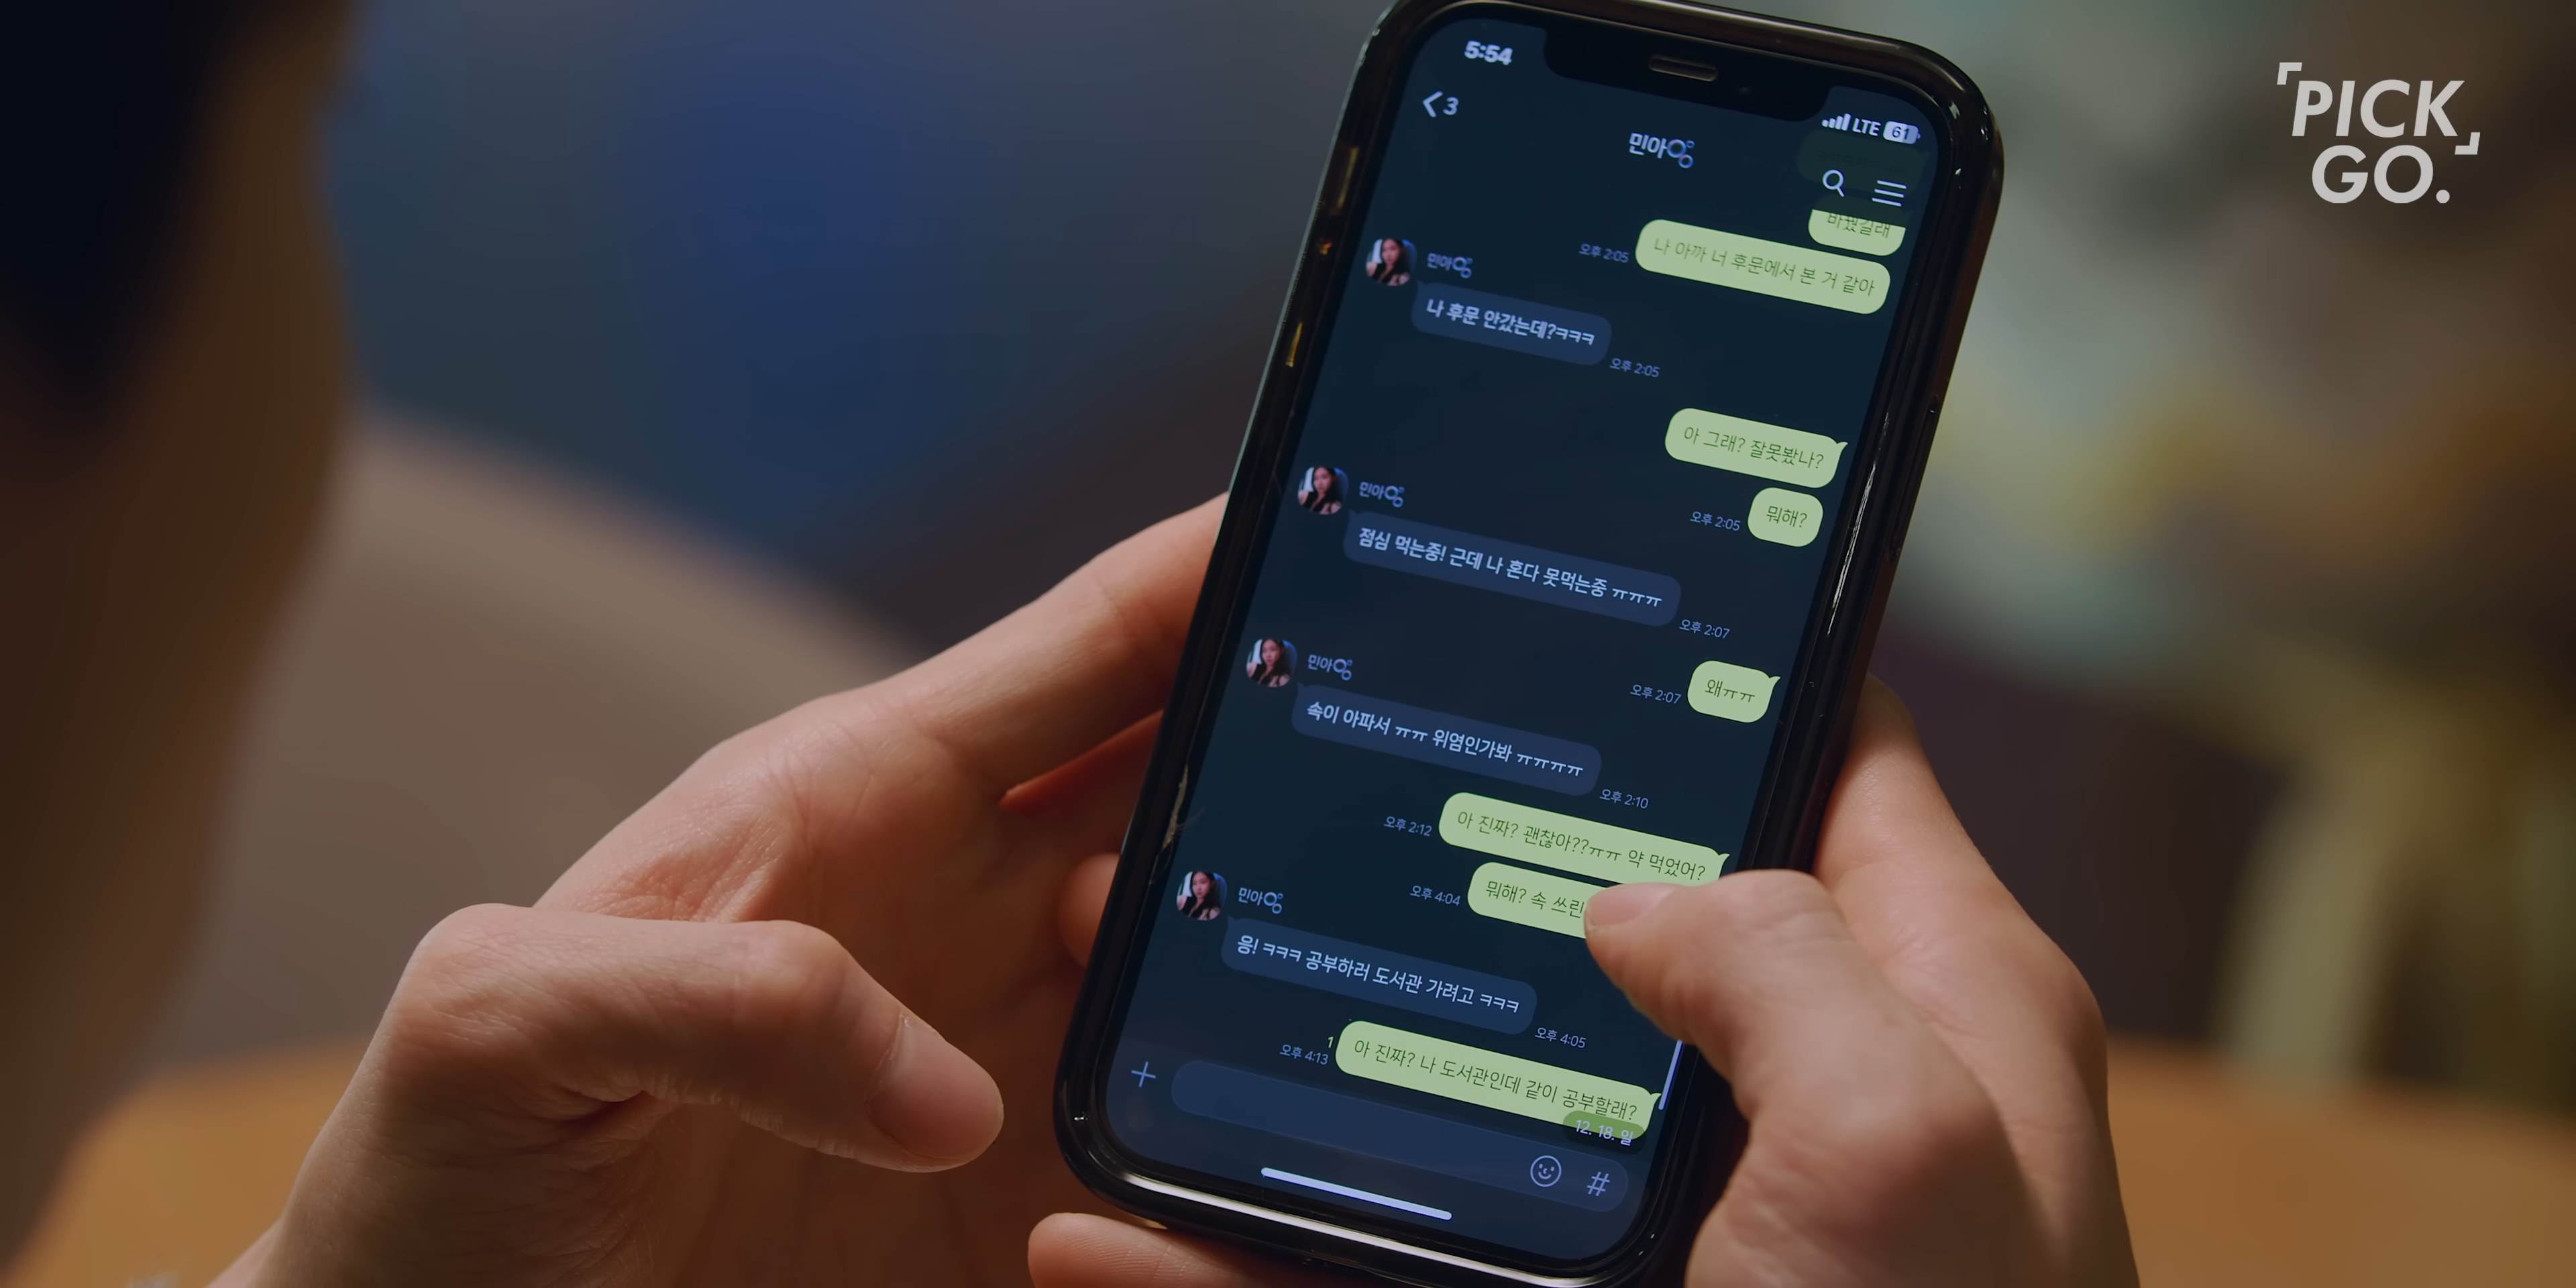 5:54
LTE 61
3
민아
PICK
GO.
바꿨길래
나 아까 너 후문에서 본 거 같아
오후 2:05
민아
나 후문 안갔는데?ㅋㅋㅋ
오후 2:05
아 그래? 잘못봤나?
뭐해?
오후 2:05
민아
점심 먹는중! 근데 나 혼다 못먹는중 ㅠㅠㅠ
오후 2:07
왜ㅠㅠ
오후 2:07
민아
속이 아파서 ㅠㅠ 위염인가봐 ㅠㅠㅠㅠ
오후 2:10
아 진짜? 괜찮아??ㅠㅠ 약 먹었어?
오후 2:12
뭐해? 속 쓰린
오후 4:04
민아
응! ㅋㅋㅋ 공부하러 도서관 가려고 ㅋㅋㅋ
오후 4:05
아 진짜? 나 도서관인데 같이 공부할래?
1
오후 4:13
12. 18. 일
#